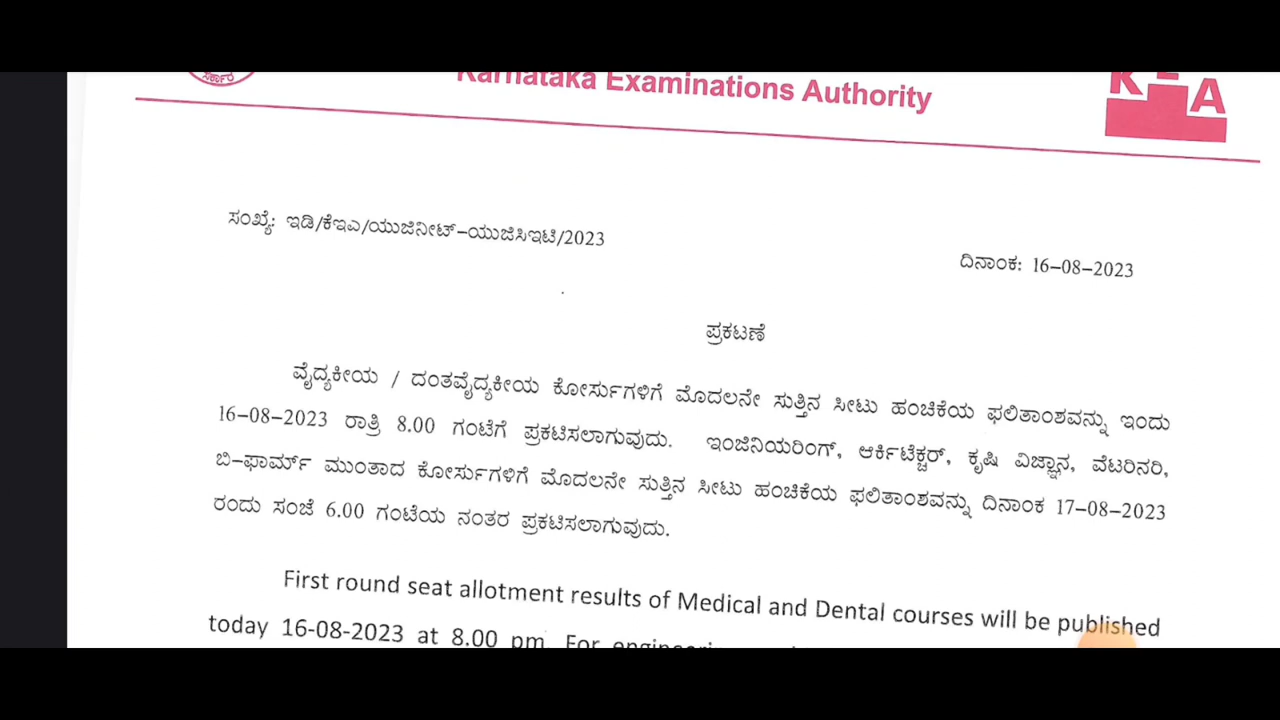 ಸರ್ಕಾರ
Karnataka Examinations Authority
KEA
ಸಂಖ್ಯೆ: ಇಡಿ/ಕೆಇಎ/ಯುಜಿನೀಟ್–ಯುಜಿಸಿಇಟಿ/2023
ದಿನಾಂಕ: 16–08–2023
ಪ್ರಕಟಣೆ
ವೈದ್ಯಕೀಯ / ದಂತವೈದ್ಯಕೀಯ ಕೋರ್ಸುಗಳಿಗೆ ಮೊದಲನೇ ಸುತ್ತಿನ ಸೀಟು ಹಂಚಿಕೆಯ ಫಲಿತಾಂಶವನ್ನು ಇಂದು
16–08–2023 ರಾತ್ರಿ 8.00 ಗಂಟೆಗೆ ಪ್ರಕಟಿಸಲಾಗುವುದು. ಇಂಜಿನಿಯರಿಂಗ್, ಆರ್ಕಿಟೆಕ್ಚರ್, ಕೃಷಿ ವಿಜ್ಞಾನ, ವೆಟರಿನರಿ,
ಬಿ–ಫಾರ್ಮ್ ಮುಂತಾದ ಕೋರ್ಸುಗಳಿಗೆ ಮೊದಲನೇ ಸುತ್ತಿನ ಸೀಟು ಹಂಚಿಕೆಯ ಫಲಿತಾಂಶವನ್ನು ದಿನಾಂಕ 17–08–2023
ರಂದು ಸಂಜೆ 6.00 ಗಂಟೆಯ ನಂತರ ಪ್ರಕಟಿಸಲಾಗುವುದು.
First round seat allotment results of Medical and Dental courses will be published
today 16-08-2023 at 8.00 pm. For